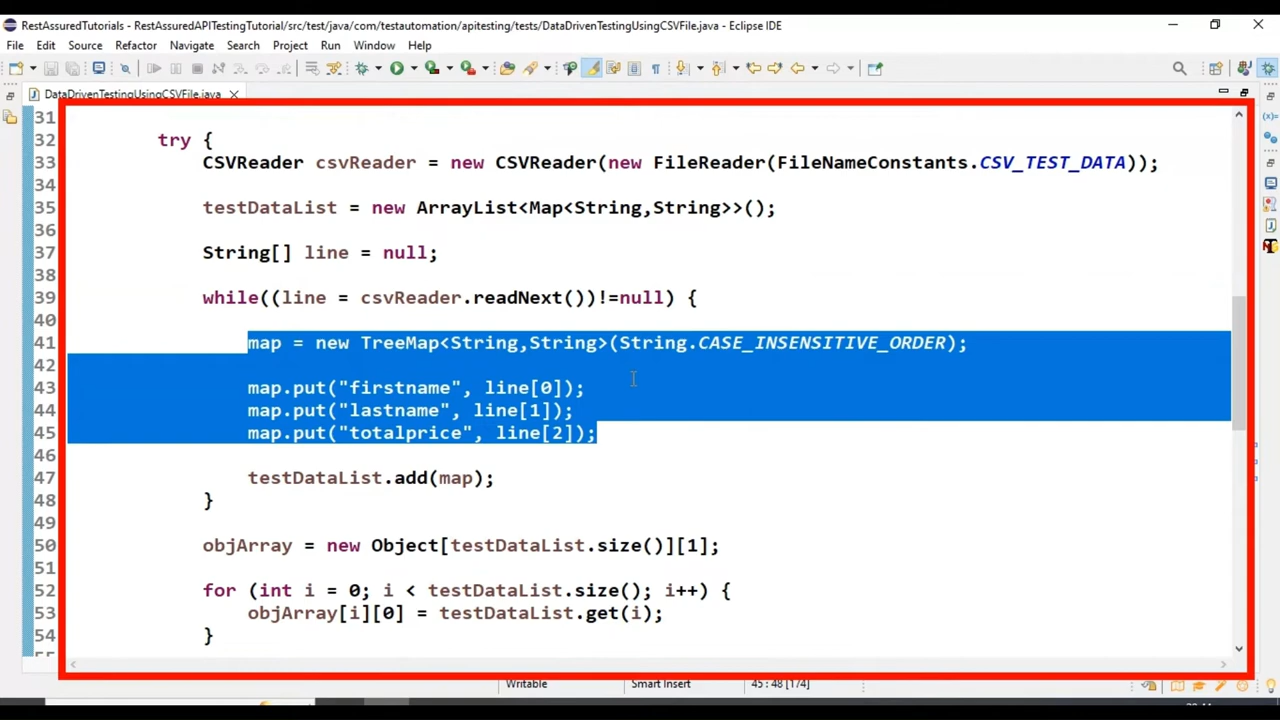 RestAssuredTutorials - RestAssuredAPITestingTutorial/src/test/java/com/testautomation/apitesting/tests/DataDrivenTestingUsingCSVFile.java - Eclipse IDE
File Edit Source Refactor Navigate Search Project Run Window Help
DataDrivenTestingUsingCSVFile.java
31
32 try {
33 CSVReader csvReader = new CSVReader(new FileReader(FileNameConstants.CSV_TEST_DATA));
34
35 testDataList = new ArrayList<Map<String,String>>();
36
37 String[] line = null;
38
39 while((line = csvReader.readNext())!=null) {
40
41 map = new TreeMap<String,String>(String.CASE_INSENSITIVE_ORDER);
42
43 map.put("firstname", line[0]);
44 map.put("lastname", line[1]);
45 map.put("totalprice", line[2]);
46
47 testDataList.add(map);
48 }
49
50 objArray = new Object[testDataList.size()][1];
51
52 for (int i = 0; i < testDataList.size(); i++) {
53 objArray[i][0] = testDataList.get(i);
54 }
Writable Smart Insert 45 : 48 [174]